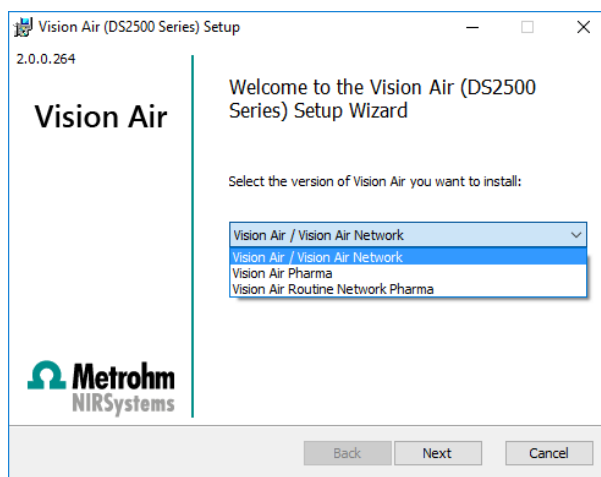 Vision Air (DS2500 Series) Setup
2.0.0.264
Vision Air
Welcome to the Vision Air (DS2500
Series) Setup Wizard
Select the version of Vision Air you want to install:
Vision Air / Vision Air Network
Vision Air / Vision Air Network
Vision Air Pharma
Vision Air Routine Network Pharma
Metrohm
NIRSystems
Back
Next
Cancel